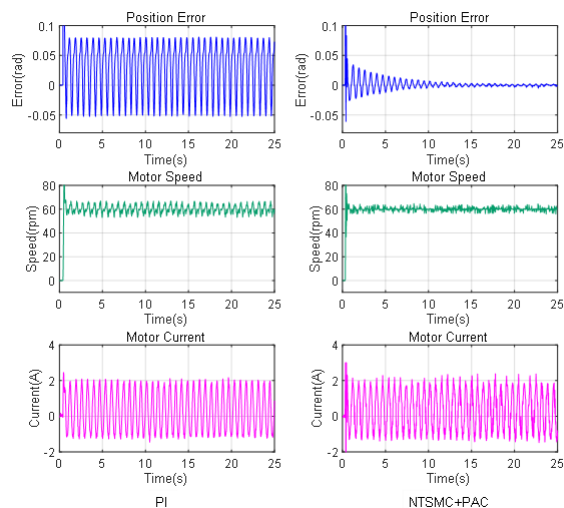 Position Error
0.1
0.05
0
-0.05
Error(rad)
0 5 10 15 20 25
Time(s)
Position Error
0.1
0.05
0
-0.05
Error(rad)
0 5 10 15 20 25
Time(s)
Motor Speed
80
60
40
20
0
Speed(rpm)
0 5 10 15 20 25
Time(s)
Motor Speed
80
60
40
20
0
Speed(rpm)
0 5 10 15 20 25
Time(s)
Motor Current
4
2
0
-2
Current(A)
0 5 10 15 20 25
Time(s)
Motor Current
4
2
0
-2
Current(A)
0 5 10 15 20 25
Time(s)
PI
NTSMC+PAC